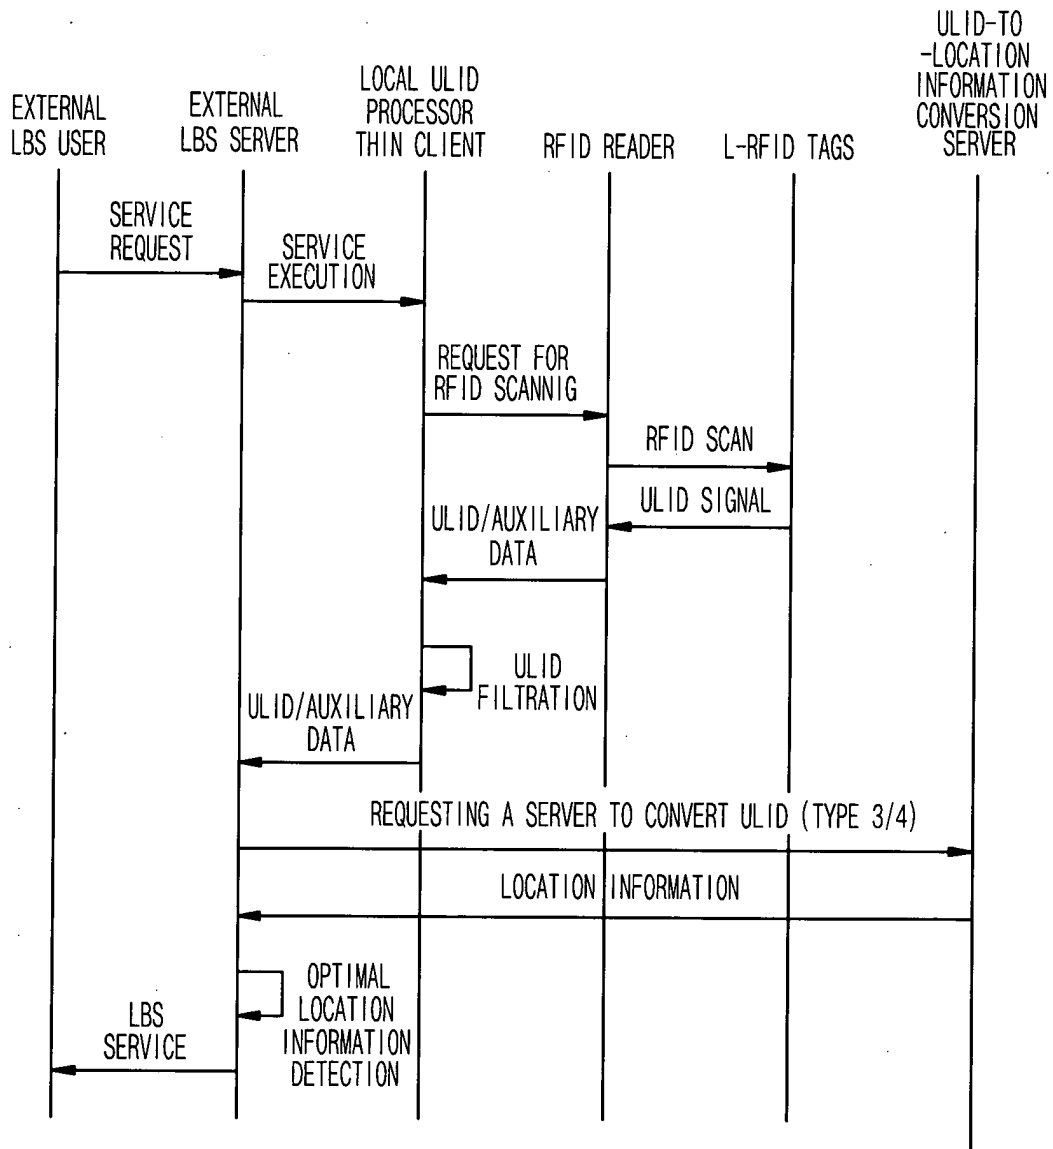 EXTERNAL
LBS USER
EXTERNAL
LBS SERVER
LOCAL ULID
PROCESSOR
THIN CLIENT
RFID READER
L-RFID TAGS
ULID-TO
-LOCATION
INFORMATION
CONVERSION
SERVER
SERVICE
REQUEST
SERVICE
EXECUTION
REQUEST FOR
RFID SCANNIG
RFID SCAN
ULID SIGNAL
ULID/AUXILIARY
DATA
ULID
FILTRATION
ULID/AUXILIARY
DATA
REQUESTING A SERVER TO CONVERT ULID (TYPE 3/4)
LOCATION INFORMATION
OPTIMAL
LOCATION
INFORMATION
DETECTION
LBS
SERVICE